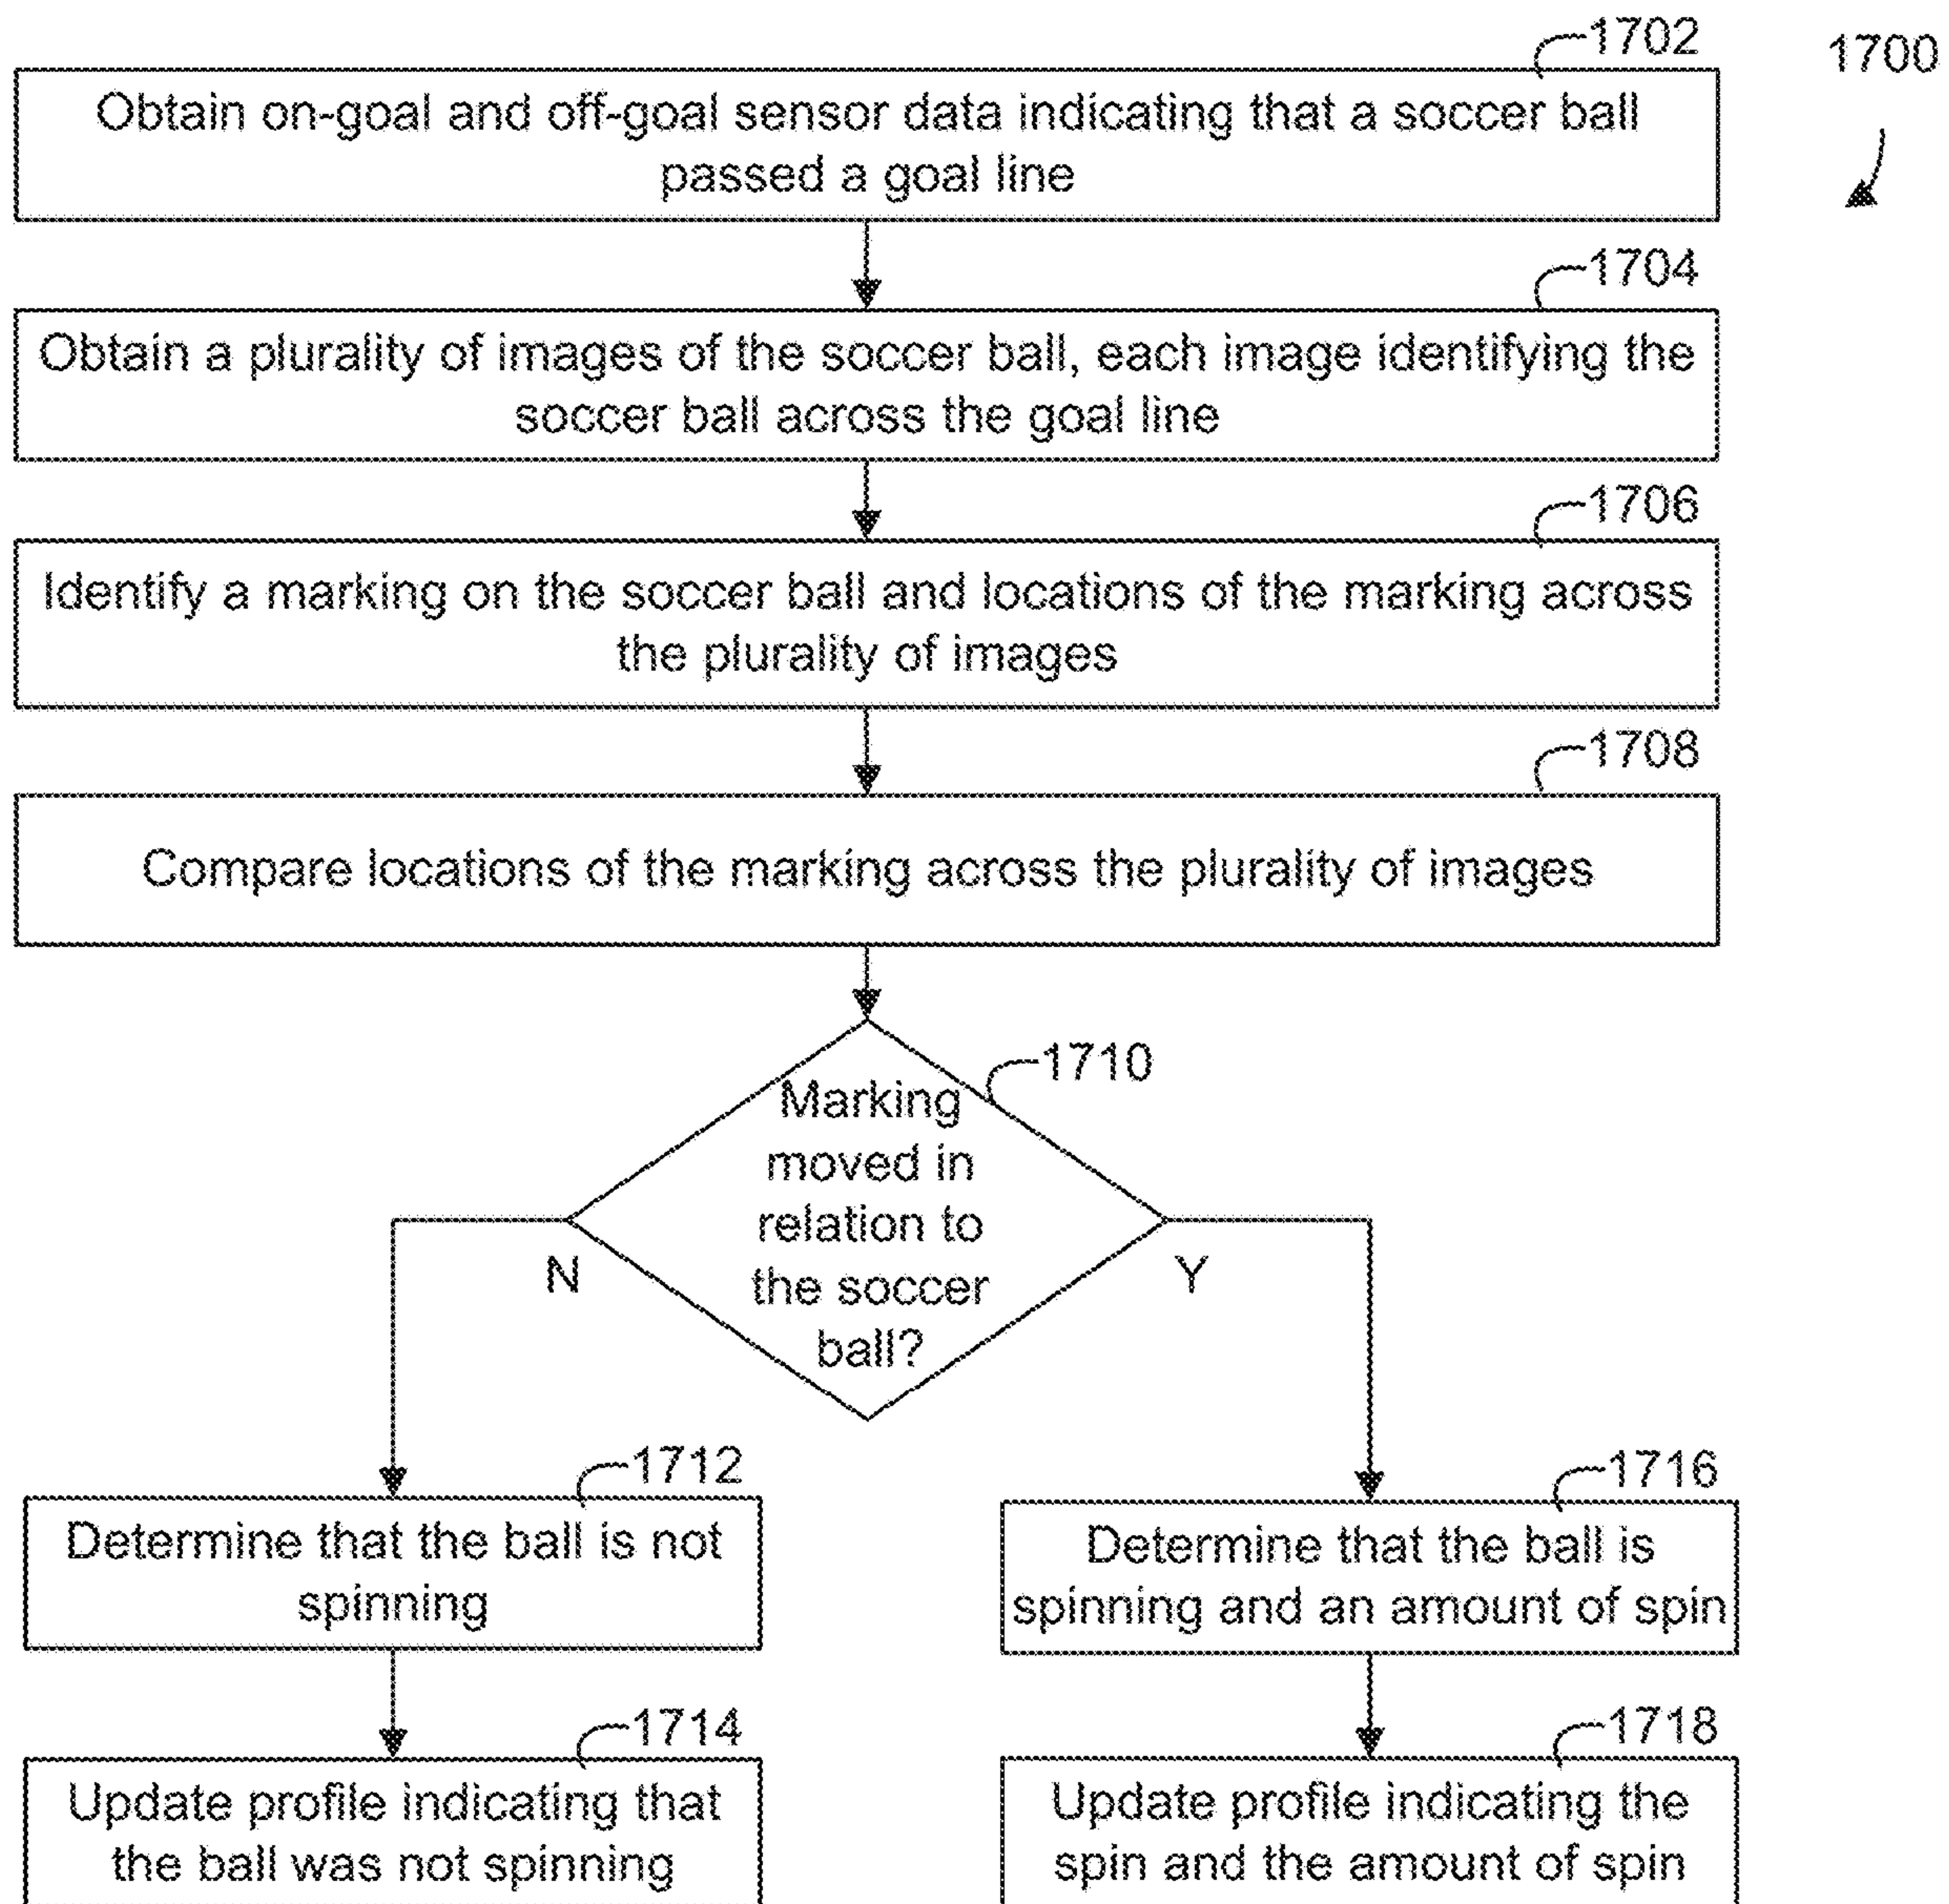 1702
1700
Obtain on-goal and off-goal sensor data indicating that a soccer ball
passed a goal line
1704
Obtain a plurality of images of the soccer ball, each image identifying the
soccer ball across the goal line
1706
Identify a marking on the soccer ball and locations of the marking across
the plurality of images
1708
Compare locations of the marking across the plurality of images
1710
Marking
moved in
relation to
the soccer
ball?
N
Y
1712
Determine that the ball is not
spinning
1716
Determine that the ball is
spinning and an amount of spin
1714
Update profile indicating that
the ball was not spinning
1718
Update profile indicating the
spin and the amount of spin